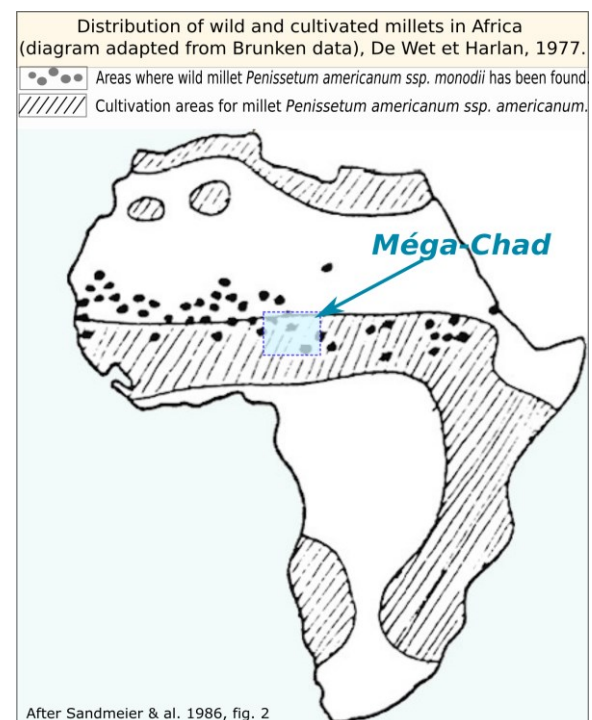 Distribution of wild and cultivated millets in Africa
(diagram adapted from Brunken data), De Wet et Harlan, 1977.
Areas where wild millet Penissetum americanum ssp. monodii has been found.
Cultivation areas for millet Penissetum americanum ssp. americanum.
Méga-Chad
After Sandmeier & al. 1986, fig. 2